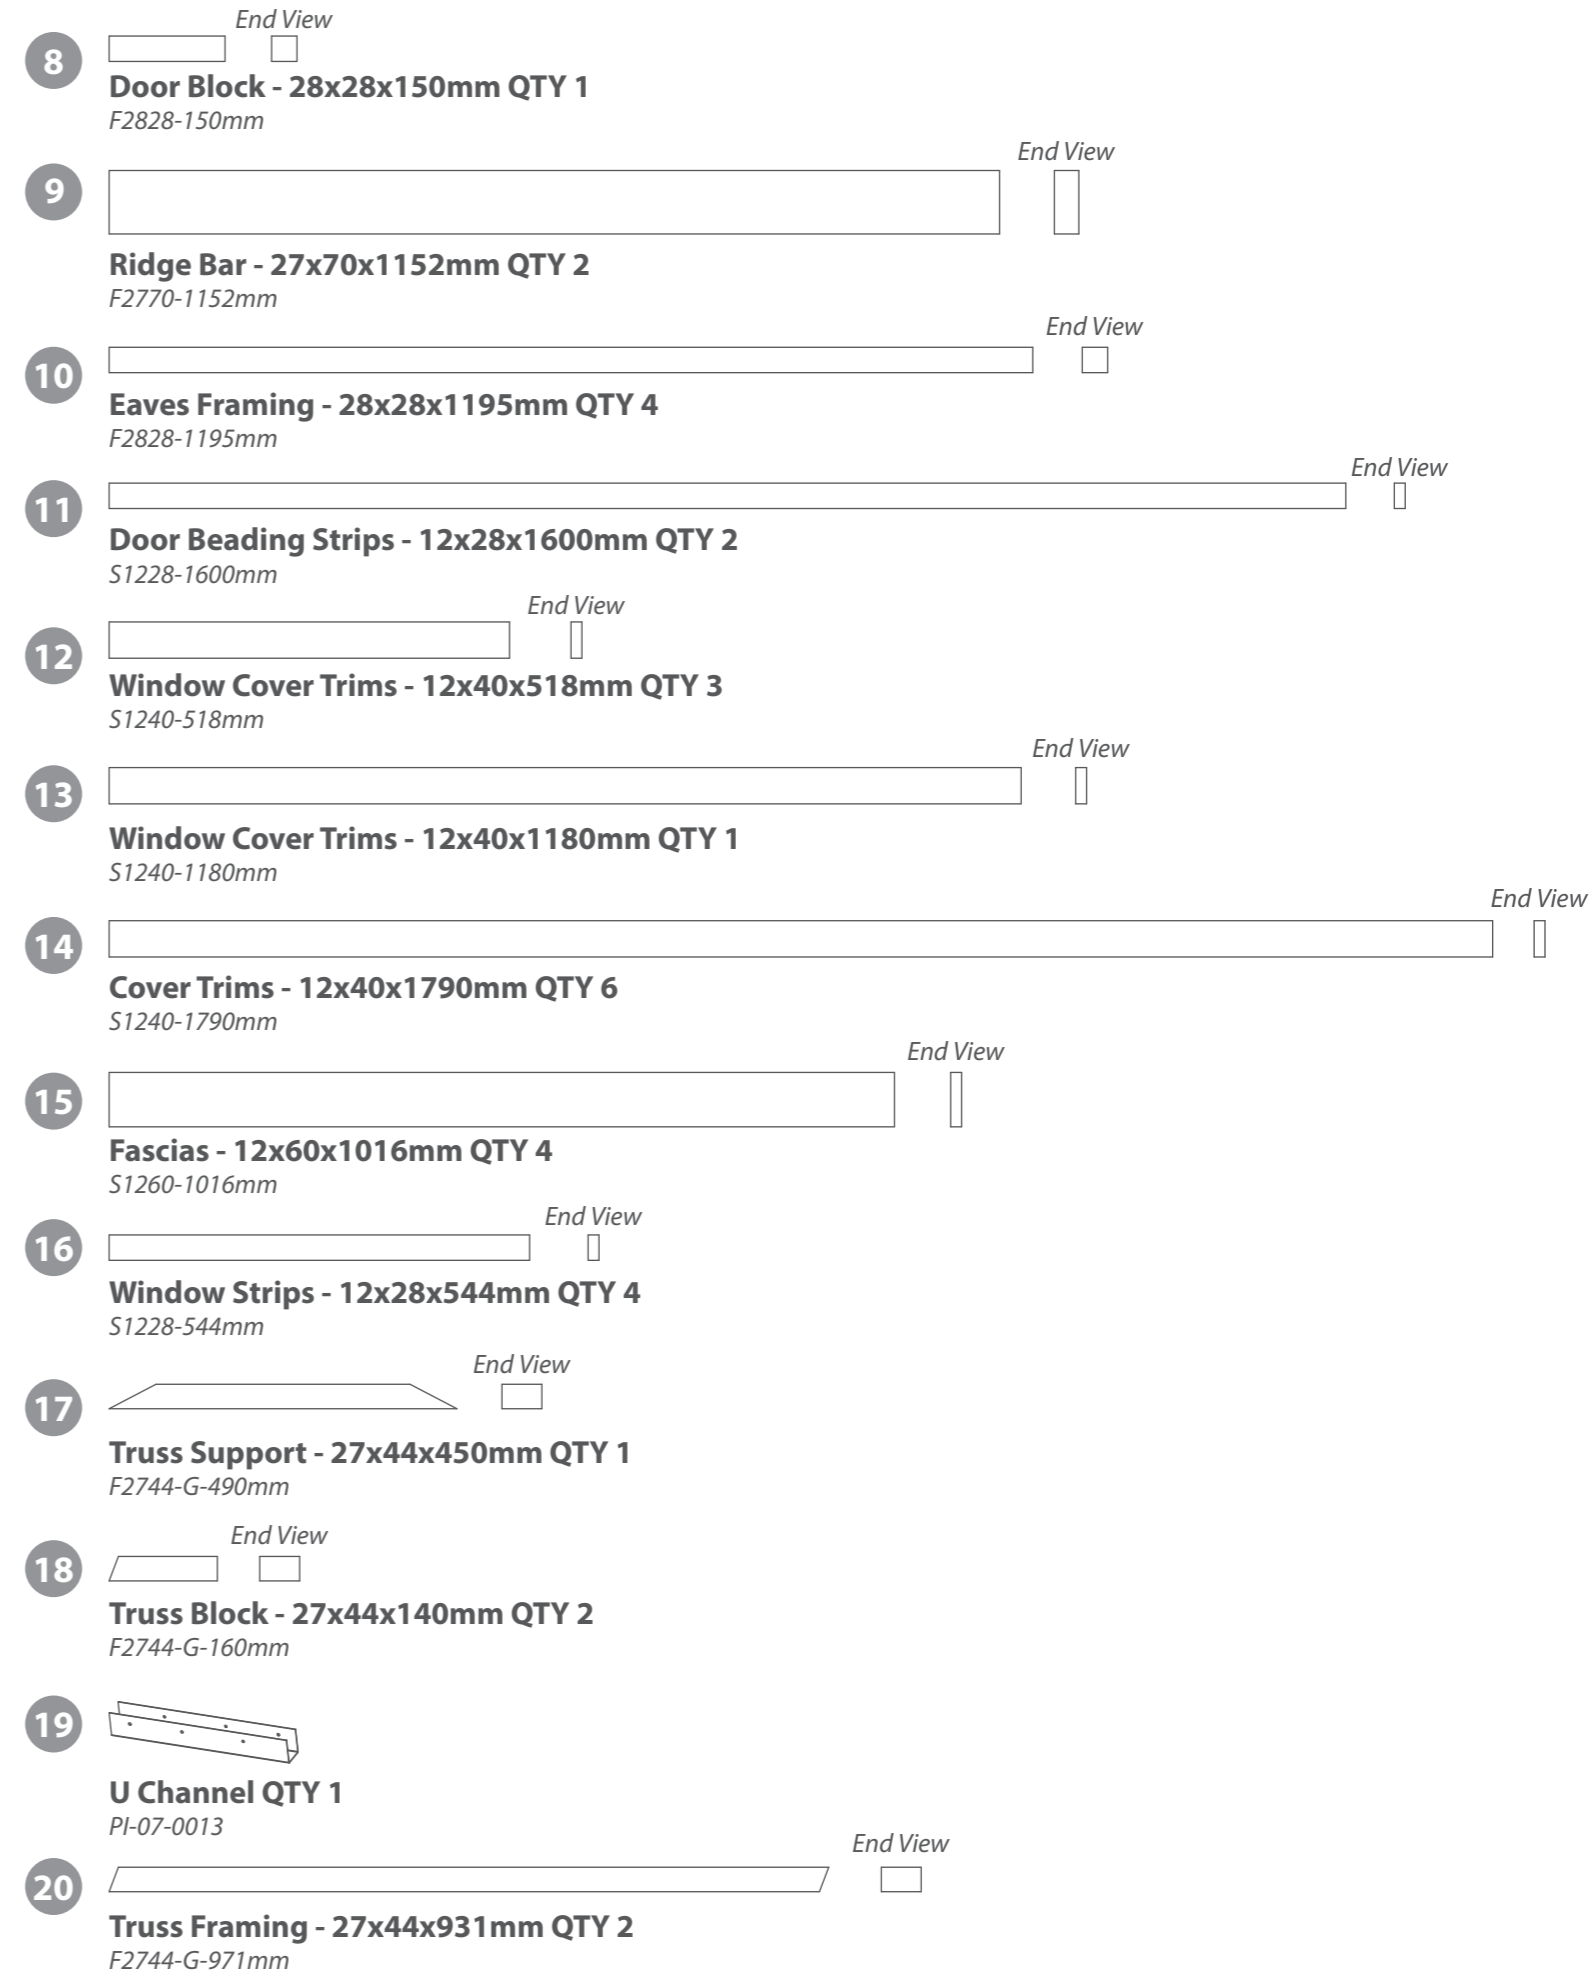 End View
8
Door Block - 28x28x150mm QTY 1
F2828-150mm
End View
9
Ridge Bar - 27x70x1152mm QTY 2
F2770-1152mm
End View
10
Eaves Framing - 28x28x1195mm QTY 4
F2828-1195mm
End View
11
Door Beading Strips - 12x28x1600mm QTY 2
S1228-1600mm
End View
12
Window Cover Trims - 12x40x518mm QTY 3
S1240-518mm
End View
13
Window Cover Trims - 12x40x1180mm QTY 1
S1240-1180mm
End View
14
Cover Trims - 12x40x1790mm QTY 6
S1240-1790mm
End View
15
Fascias - 12x60x1016mm QTY 4
S1260-1016mm
End View
16
Window Strips - 12x28x544mm QTY 4
S1228-544mm
End View
17
Truss Support - 27x44x450mm QTY 1
F2744-G-490mm
End View
18
Truss Block - 27x44x140mm QTY 2
F2744-G-160mm
19
U Channel QTY 1
PI-07-0013
End View
20
Truss Framing - 27x44x931mm QTY 2
F2744-G-971mm